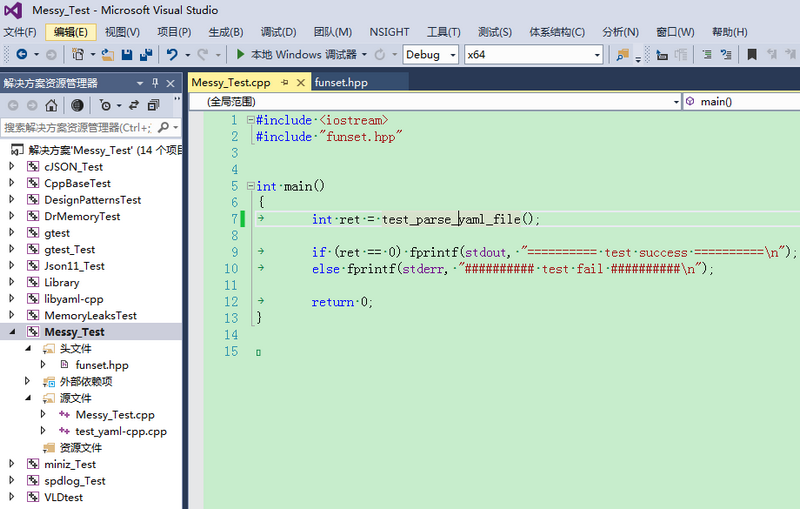 Messy_Test - Microsoft Visual Studio
文件(F) 编辑(E) 视图(V) 项目(P) 生成(B) 调试(D) 团队(M) NSIGHT 工具(T) 测试(S) 体系结构(C) 分析(N) 窗口(W) 帮助(H)
本地 Windows 调试器 Debug x64
解决方案资源管理器
搜索解决方案资源管理器(Ctrl+;)
解决方案'Messy_Test' (14 个项目
cJSON_Test
CppBaseTest
DesignPatternsTest
DrMemoryTest
gtest
gtest_Test
Json11_Test
Library
libyaml-cpp
MemoryLeaksTest
Messy_Test
头文件
funset.hpp
外部依赖项
源文件
Messy_Test.cpp
test_yaml-cpp.cpp
资源文件
miniz_Test
spdlog_Test
VLDtest
Messy_Test.cpp funset.hpp
(全局范围) main()
1 #include <iostream>
2 #include "funset.hpp"
3
4
5 int main()
6 {
7 int ret = test_parse_yaml_file();
8
9 if (ret == 0) fprintf(stdout, "========== test success ==========\n");
10 else fprintf(stderr, "########## test fail ##########\n");
11
12 return 0;
13 }
14
15